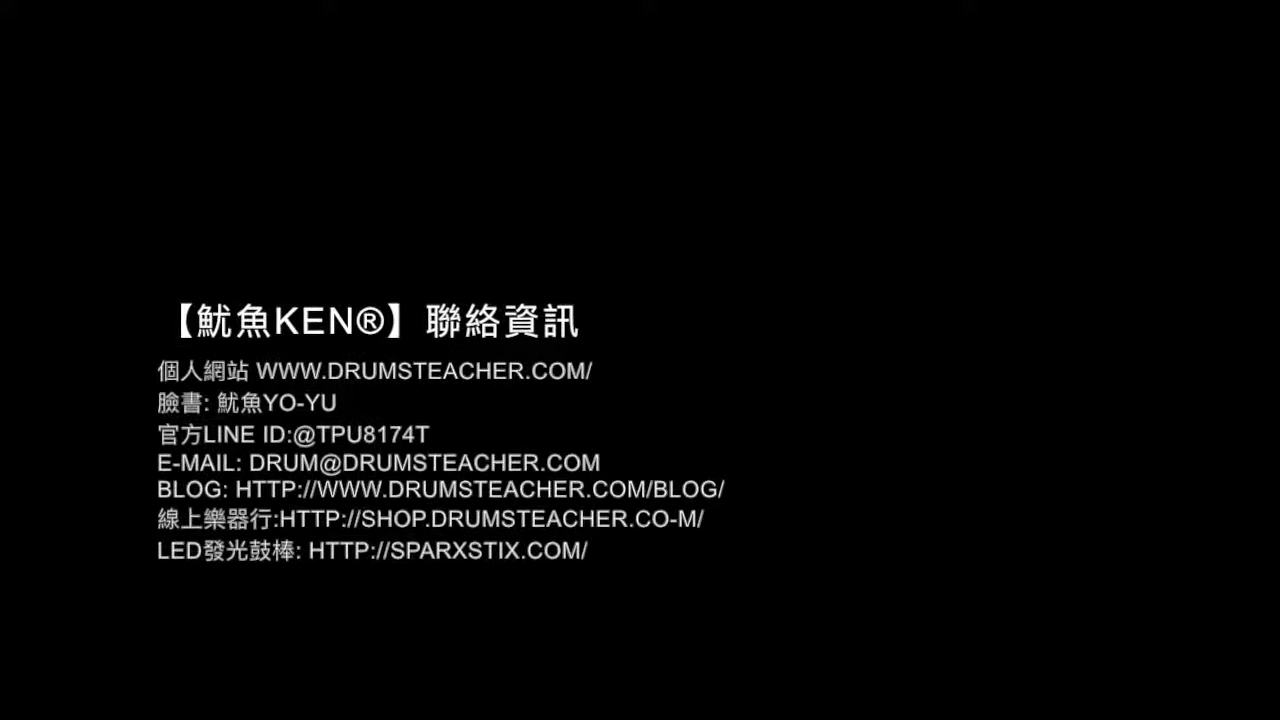 【魷魚KEN®】聯絡資訊
個人網站 WWW.DRUMSTEACHER.COM/
臉書: 魷魚YO-YU
官方LINE ID:@TPU8174T
E-MAIL: DRUM@DRUMSTEACHER.COM
BLOG: HTTP://WWW.DRUMSTEACHER.COM/BLOG/
線上樂器行:HTTP://SHOP.DRUMSTEACHER.CO-M/
LED發光鼓棒: HTTP://SPARXSTIX.COM/